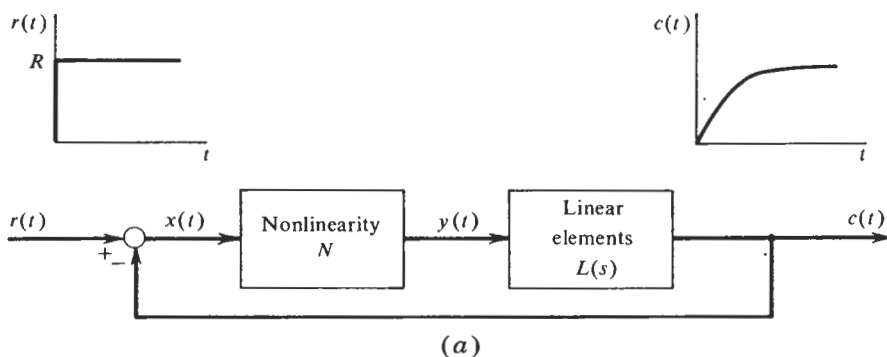 r(t)
R
t
c(t)
t
r(t)
+
−
x(t)
Nonlinearity
N
y(t)
Linear
elements
L(s)
c(t)
(a)